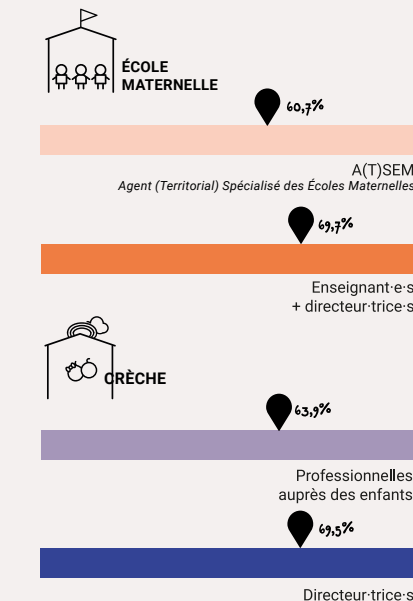 ÉCOLE
MATERNELLE
60,7%
A(T)SEM
Agent (Territorial) Spécialisé des Écoles Maternelles
69,7%
Enseignant·e·s
+ directeur·trice·s
CRÈCHE
63,9%
Professionnelles
auprès des enfants
69,5%
Directeur·trice·s